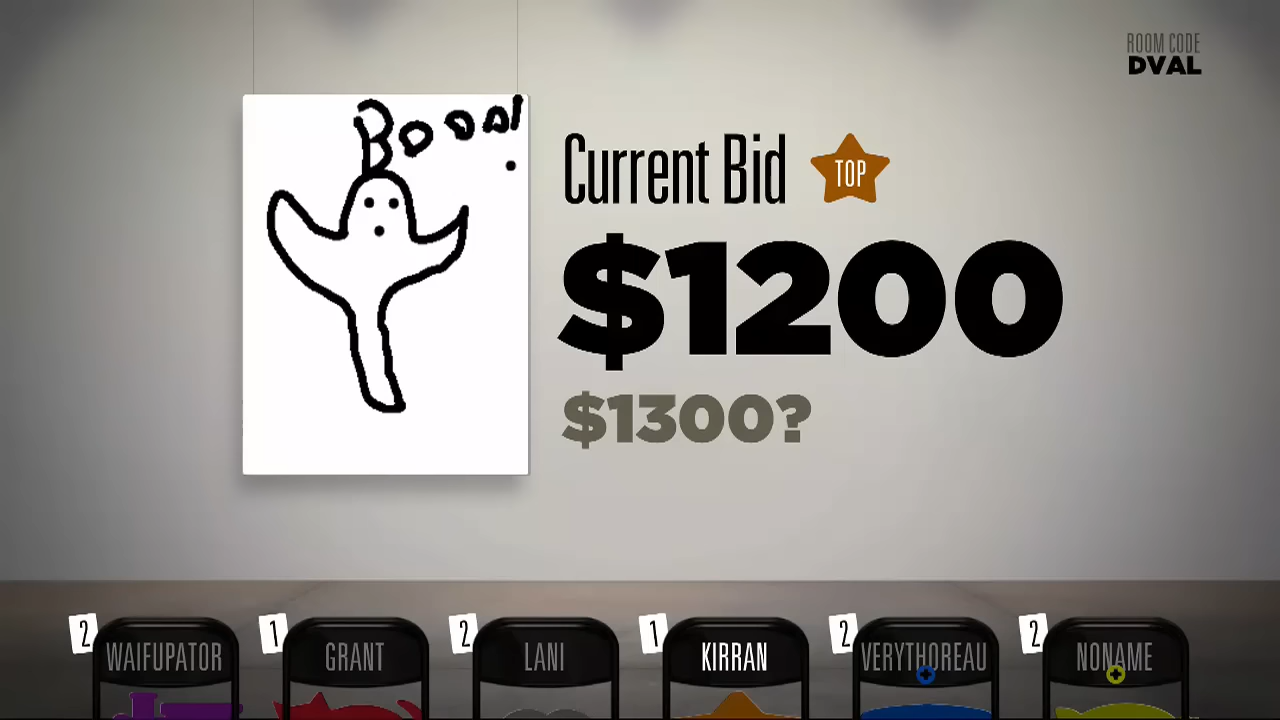 ROOM CODE
DVAL
BOOO!
Current Bid
TOP
$1200
$1300?
2 WAIFUPATOR
1 GRANT
2 LANI
1 KIRRAN
2 VERYTHOREAU
2 NONAME